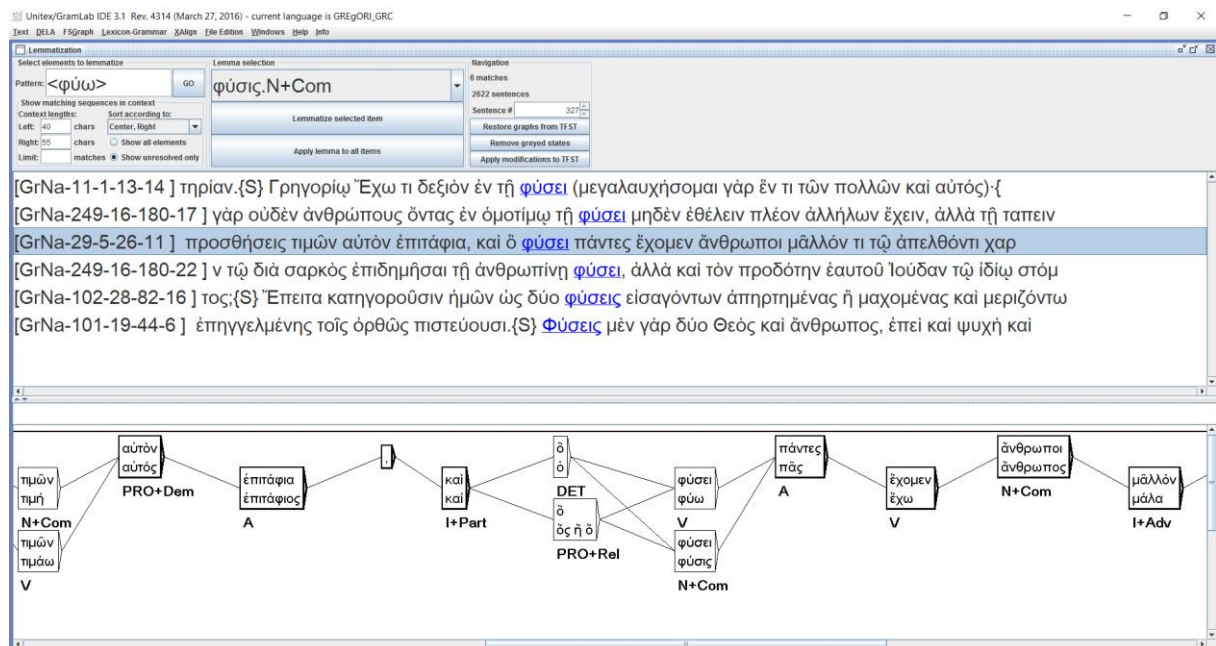 Unitex/GramLab IDE 3.1 Rev. 4314 (March 27, 2016) - current language is GREgORI_GRC
Text DELA FSGraph Lexicon-Grammar XAlign File Edition Windows Help Info
Lemmatization
Select elements to lemmatize
Pattern: <φύω> GO
Show matching sequences in context
Context lengths: Sort according to:
Left: 40 chars Center, Right
Right: 55 chars Show all elements
Limit: matches Show unresolved only
Lemma selection
φύσις.N+Com
Lemmatize selected item
Apply lemma to all items
Navigation
6 matches
2622 sentences
Sentence # 327
Restore graphs from TFST
Remove greyed states
Apply modifications to TFST
[GrNa-11-1-13-14 ] τηρίαν.{S} Γρηγορίῳ Ἔχω τι δεξιὸν ἐν τῇ φύσει (μεγαλαυχήσομαι γὰρ ἕν τι τῶν πολλῶν καὶ αὐτός)·{
[GrNa-249-16-180-17 ] γὰρ οὐδὲν ἀνθρώπους ὄντας ἐν ὁμοτίμῳ τῇ φύσει μηδὲν ἐθέλειν πλέον ἀλλήλων ἔχειν, ἀλλὰ τῇ ταπειν
[GrNa-29-5-26-11 ] προσθήσεις τιμῶν αὐτὸν ἐπιτάφια, καὶ ὃ φύσει πάντες ἔχομεν ἄνθρωποι μᾶλλόν τι τῷ ἀπελθόντι χαρ
[GrNa-249-16-180-22 ] ν τῷ διὰ σαρκὸς ἐπιδημῆσαι τῇ ἀνθρωπίνῃ φύσει, ἀλλὰ καὶ τὸν προδότην ἑαυτοῦ Ἰούδαν τῷ ἰδίῳ στόμ
[GrNa-102-28-82-16 ] τος;{S} Ἔπειτα κατηγοροῦσιν ἡμῶν ὡς δύο φύσεις εἰσαγόντων ἀπηρτημένας ἢ μαχομένας καὶ μεριζόντω
[GrNa-101-19-44-6 ] ἐπηγγελμένης τοῖς ὀρθῶς πιστεύουσι.{S} Φύσεις μὲν γὰρ δύο Θεὸς καὶ ἄνθρωπος, ἐπεὶ καὶ ψυχὴ καὶ
τιμῶν
τιμή
N+Com
τιμῶν
τιμάω
V
αὐτὸν
αὐτός
PRO+Dem
ἐπιτάφια
ἐπιτάφιος
A
,
καὶ
καί
I+Part
ὃ
ὁ
DET
ὃ
ὅς ἥ ὅ
PRO+Rel
φύσει
φύω
V
φύσει
φύσις
N+Com
πάντες
πᾶς
A
ἔχομεν
ἔχω
V
ἄνθρωποι
ἄνθρωπος
N+Com
μᾶλλόν
μάλα
I+Adv